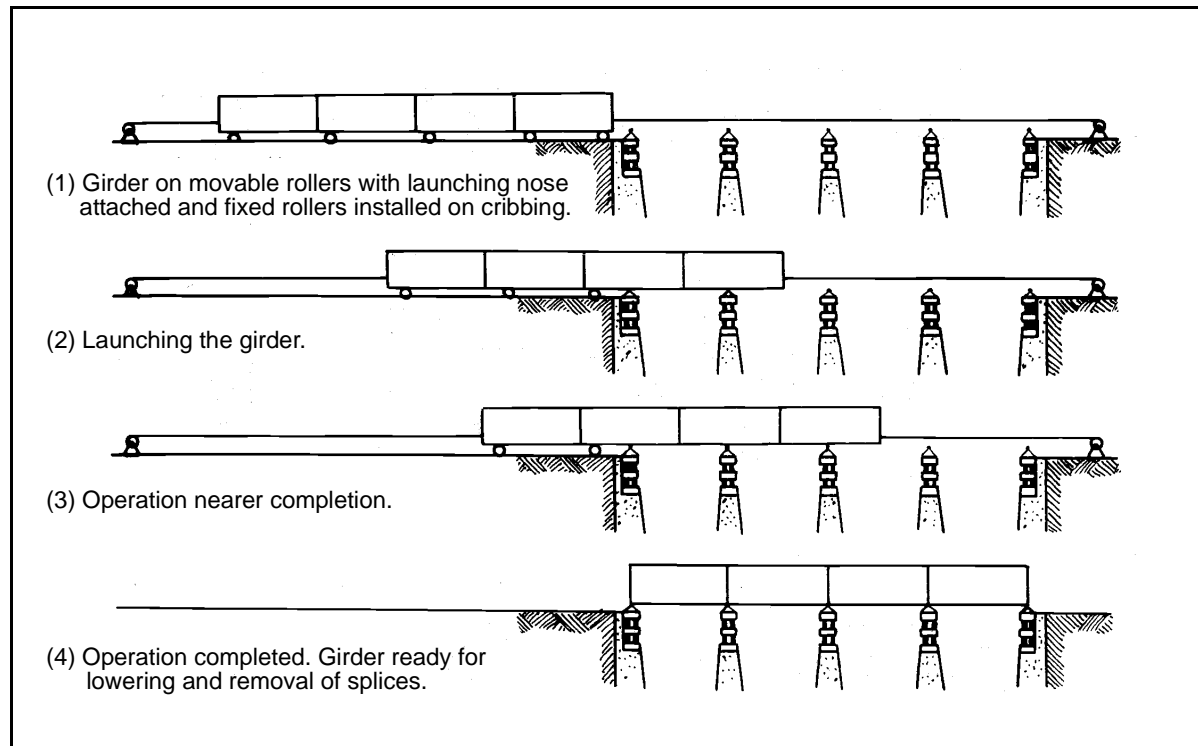 (1) Girder on movable rollers with launching nose
attached and fixed rollers installed on cribbing.
(2) Launching the girder.
(3) Operation nearer completion.
(4) Operation completed. Girder ready for
lowering and removal of splices.